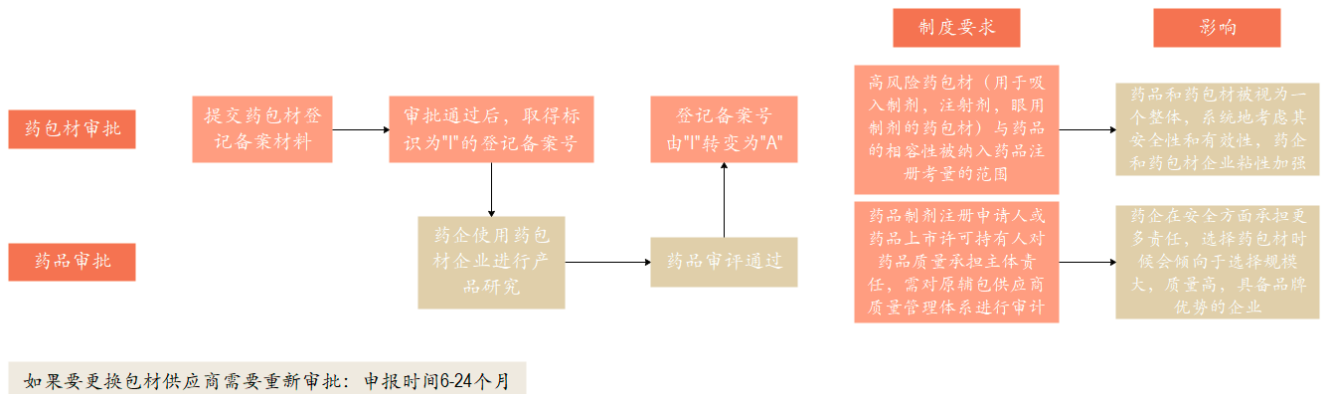 制度要求
影响
药包材审批
提交药包材登
记备案材料
审批通过后，取得标
识为"I"的登记备案号
登记备案号
由"I"转变为"A"
高风险药包材（用于吸
入制剂，注射剂，眼用
制剂的药包材）与药品
的相容性被纳入药品注
册考量的范围
药品和药包材被视为一
个整体，系统地考虑其
安全性和有效性，药企
和药包材企业粘性加强
药品审批
药企使用药包
材企业进行产
品研究
药品审评通过
药品制剂注册申请人或
药品上市许可持有人对
药品质量承担主体责
任，需对原辅包供应商
质量管理体系进行审计
药企在安全方面承担更
多责任，选择药包材时
候会倾向于选择规模
大，质量高，具备品牌
优势的企业
如果要更换包材供应商需要重新审批：申报时间6-24个月